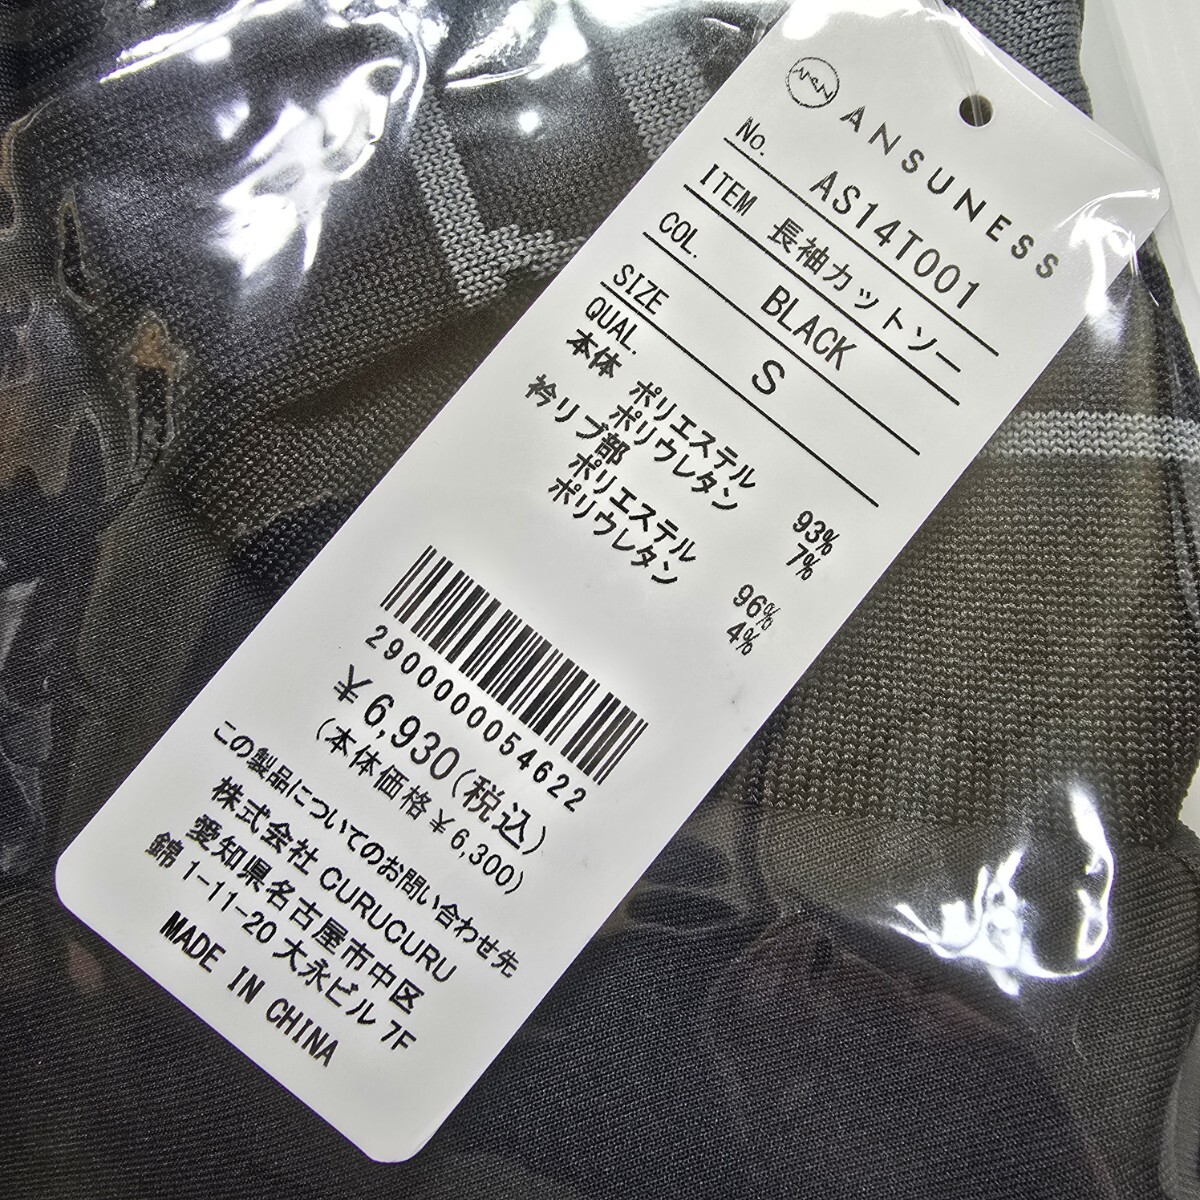 ANSUNESS
No. AS14T001
ITEM 長袖カットソー
COL. BLACK
SIZE S
QUAL.
本体 ポリエステル 93%
ポリウレタン 7%
衿リブ部
ポリエステル 96%
ポリウレタン 4%
2900000054622
¥6,930(税込)
(本体価格¥6,300)
この製品についてのお問い合わせ先
株式会社 CURUCURU
愛知県名古屋市中区
錦 1-11-20 大永ビル 7F
MADE IN CHINA